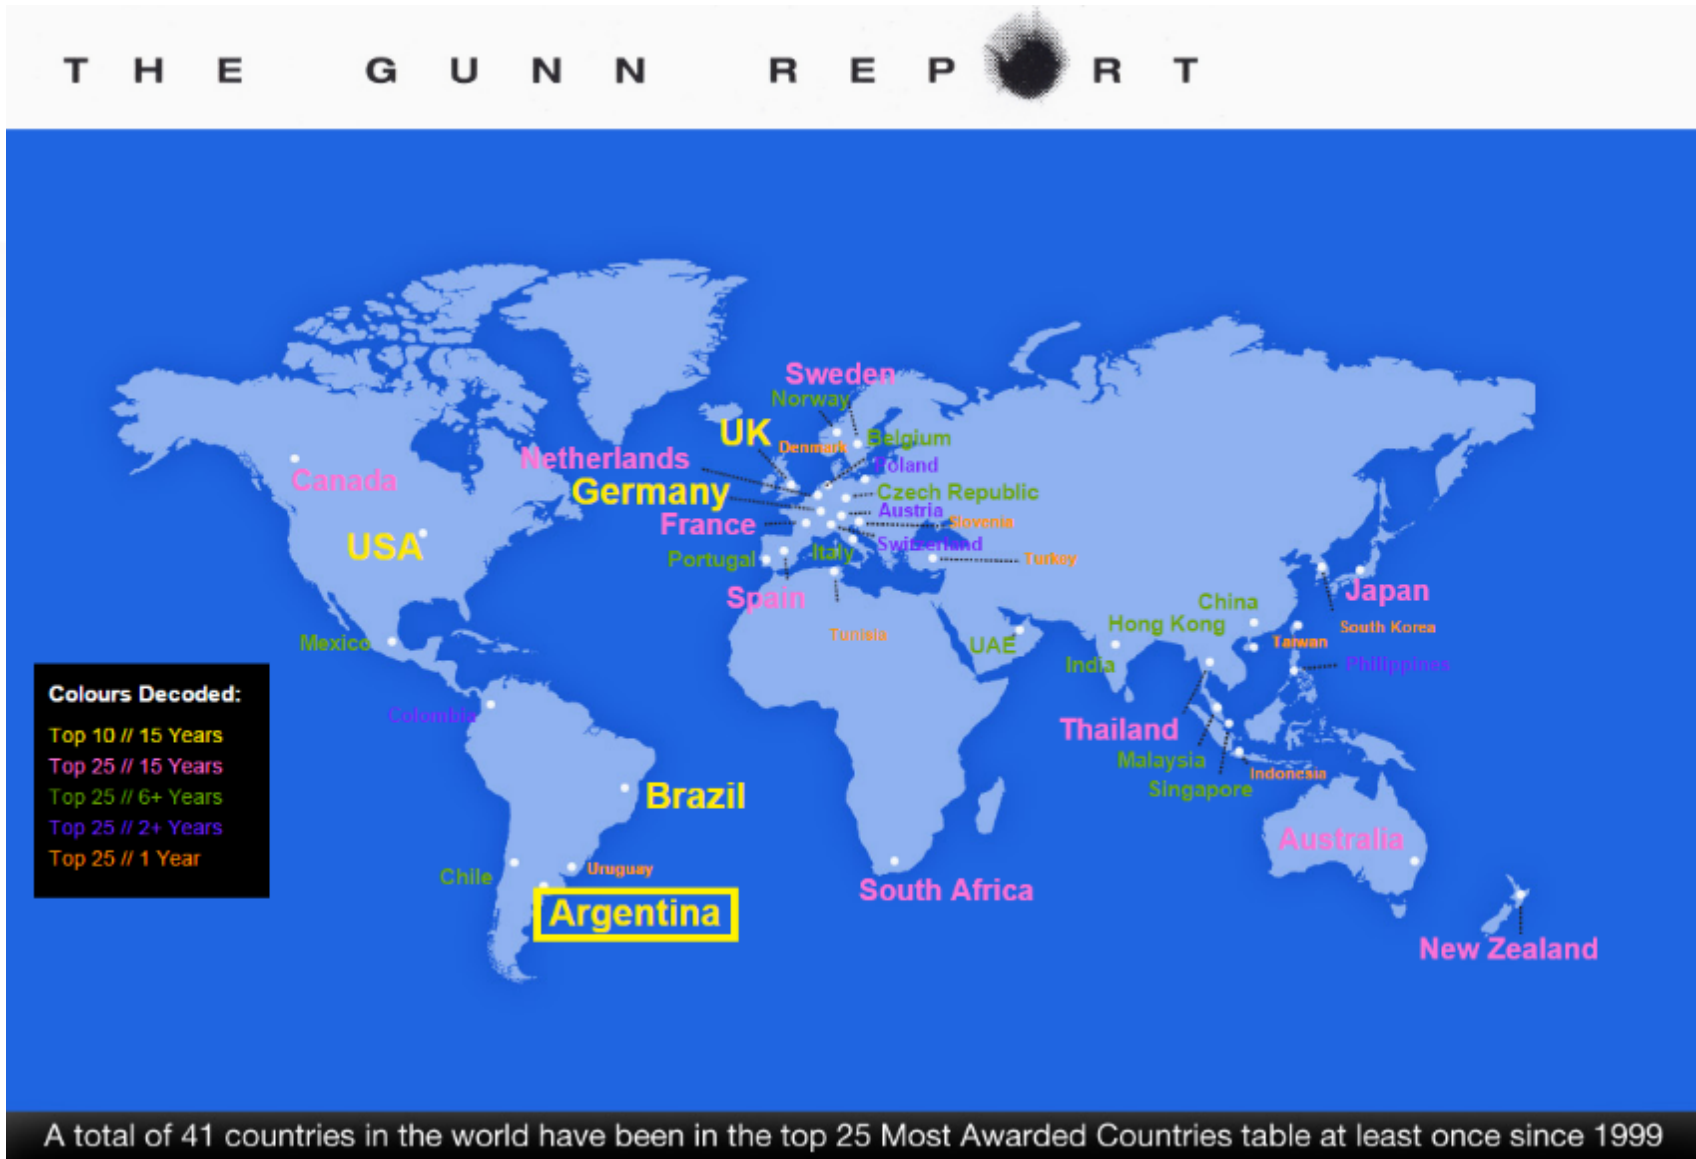 THE GUNN REPORT
Sweden
Norway
UK
Denmark
Belgium
Netherlands
Poland
Canada
Germany
Czech Republic
Austria
France
Slovenia
USA
Switzerland
Portugal
Italy
Turkey
Spain
Japan
China
Hong Kong
South Korea
Tunisia
Taiwan
Mexico
UAE
India
Philippines
Colours Decoded:
Top 10 // 15 Years
Top 25 // 15 Years
Top 25 // 6+ Years
Top 25 // 2+ Years
Top 25 // 1 Year
Colombia
Thailand
Malaysia
Indonesia
Singapore
Brazil
Australia
Chile
Uruguay
South Africa
Argentina
New Zealand
A total of 41 countries in the world have been in the top 25 Most Awarded Countries table at least once since 1999